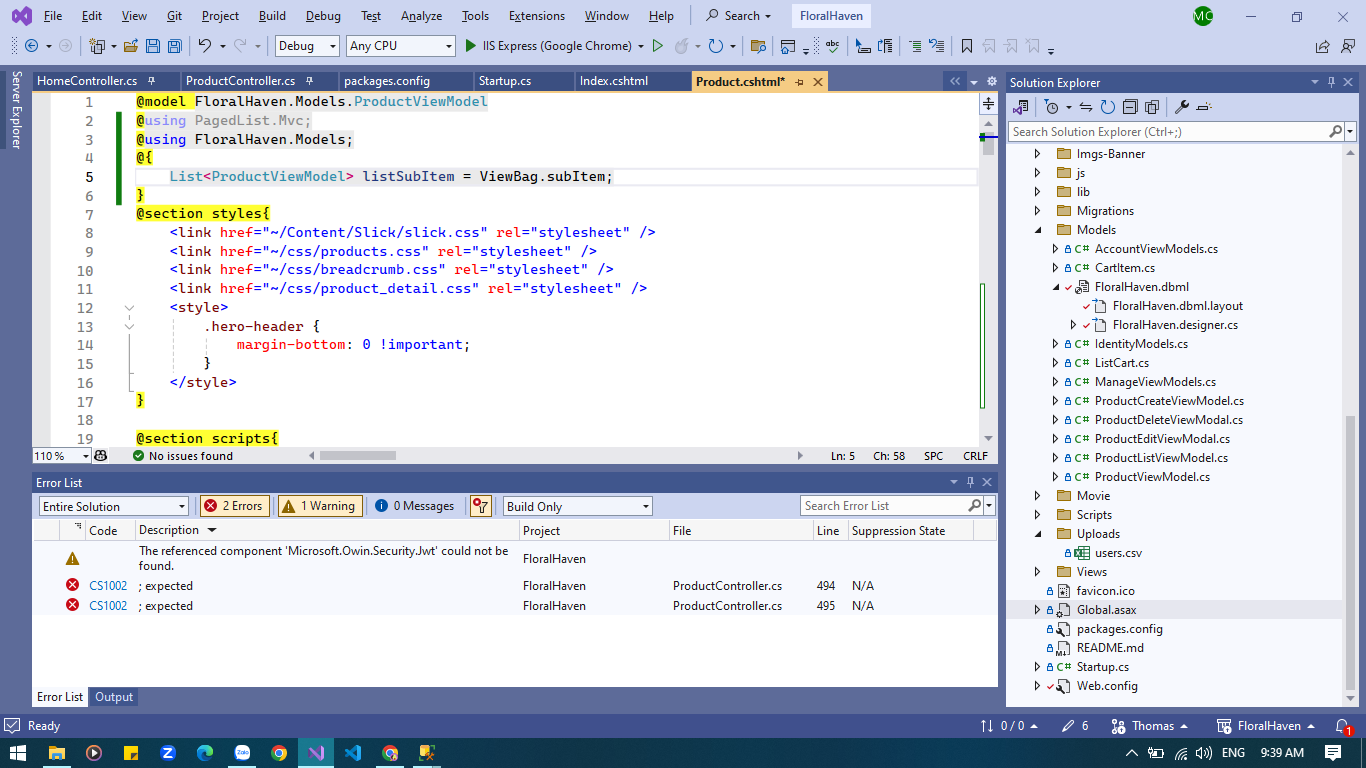 File Edit View Git Project Build Debug Test Analyze Tools Extensions Window Help Search FloralHaven MC
Debug Any CPU IIS Express (Google Chrome)
Server Explorer
HomeController.cs ProductController.cs packages.config Startup.cs Index.cshtml Product.cshtml*
1 @model FloralHaven.Models.ProductViewModel
2 @using PagedList.Mvc;
3 @using FloralHaven.Models;
4 @{
5 List<ProductViewModel> listSubItem = ViewBag.subItem;
6 }
7 @section styles{
8 <link href="~/Content/Slick/slick.css" rel="stylesheet" />
9 <link href="~/css/products.css" rel="stylesheet" />
10 <link href="~/css/breadcrumb.css" rel="stylesheet" />
11 <link href="~/css/product_detail.css" rel="stylesheet" />
12 <style>
13 .hero-header {
14 margin-bottom: 0 !important;
15 }
16 </style>
17 }
18
19 @section scripts{
110 % No issues found Ln: 5 Ch: 58 SPC CRLF
Error List
Entire Solution 2 Errors 1 Warning 0 Messages Build Only Search Error List
Code Description Project File Line Suppression State
The referenced component 'Microsoft.Owin.Security.Jwt' could not be
found. FloralHaven
CS1002 ; expected FloralHaven ProductController.cs 494 N/A
CS1002 ; expected FloralHaven ProductController.cs 495 N/A
Error List Output
Solution Explorer
Search Solution Explorer (Ctrl+;)
Imgs-Banner
js
lib
Migrations
Models
C# AccountViewModels.cs
C# CartItem.cs
FloralHaven.dbml
FloralHaven.dbml.layout
FloralHaven.designer.cs
C# IdentityModels.cs
C# ListCart.cs
C# ManageViewModels.cs
C# ProductCreateViewModel.cs
C# ProductDeleteViewModal.cs
C# ProductEditViewModal.cs
C# ProductListViewModel.cs
C# ProductViewModel.cs
Movie
Scripts
Uploads
users.csv
Views
favicon.ico
Global.asax
packages.config
README.md
C# Startup.cs
Web.config
Ready 0 / 0 6 Thomas FloralHaven 1
Zalo ENG 9:39 AM